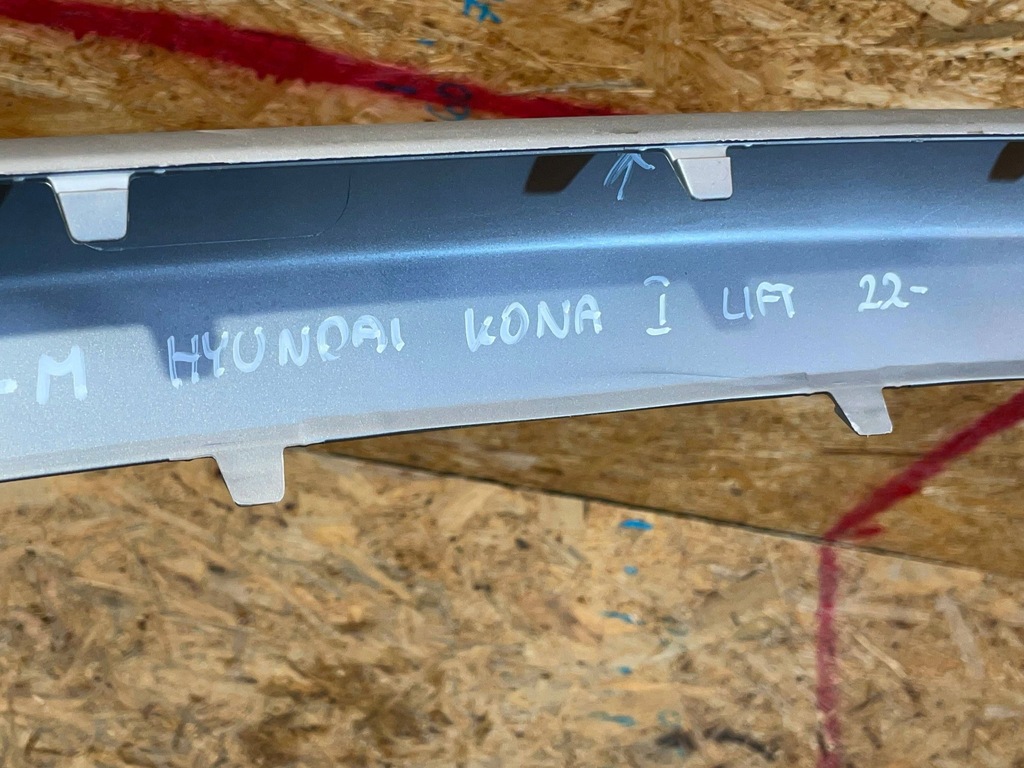 -M HYUNDAI KONA I LIFT 22-